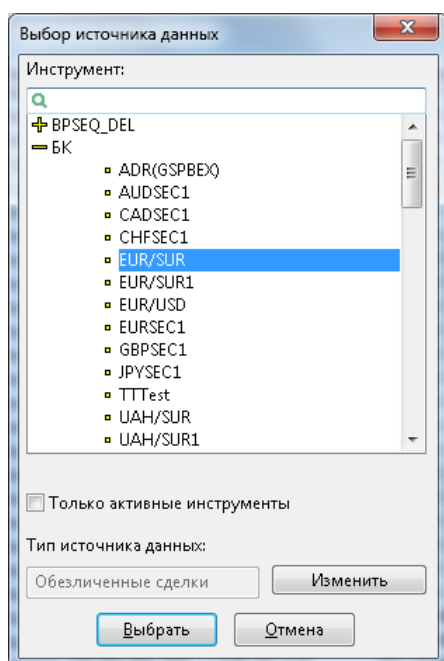 Выбор источника данных
Инструмент:
BPSEQ_DEL
БК
ADR(GSPBEX)
AUDSEC1
CADSEC1
CHFSEC1
EUR/SUR
EUR/SUR1
EUR/USD
EURSEC1
GBPSEC1
JPYSEC1
TTTest
UAH/SUR
UAH/SUR1
Только активные инструменты
Тип источника данных:
Обезличенные сделки Изменить
Выбрать Отмена